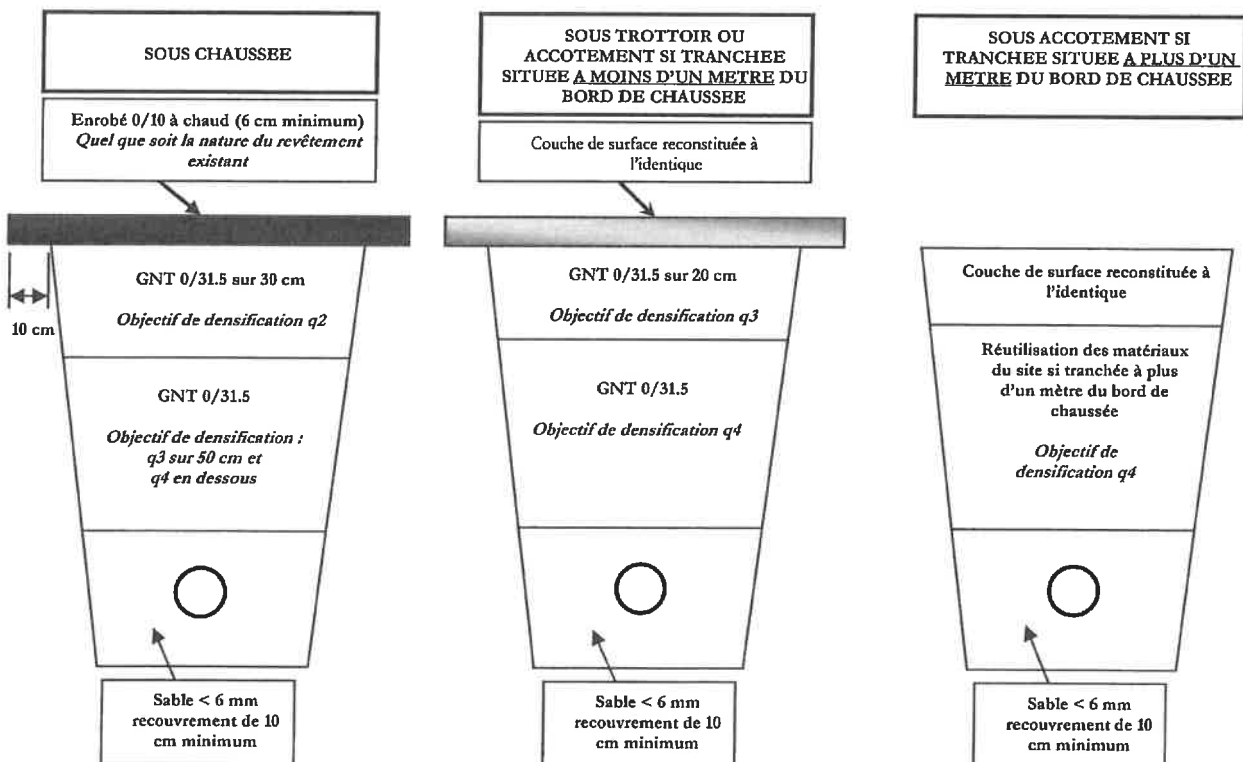 SOUS CHAUSSEE
Enrobé 0/10 à chaud (6 cm minimum)
Quel que soit la nature du revêtement
existant
10 cm
GNT 0/31.5 sur 30 cm
Objectif de densification q2
GNT 0/31.5
Objectif de densification :
q3 sur 50 cm et
q4 en dessous
Sable < 6 mm
recouvrement de 10
cm minimum
SOUS TROTTOIR OU
ACCOTEMENT SI TRANCHEE
SITUEE A MOINS D'UN METRE DU
BORD DE CHAUSSEE
Couche de surface reconstituée à
l'identique
GNT 0/31.5 sur 20 cm
Objectif de densification q3
GNT 0/31.5
Objectif de densification q4
Sable < 6 mm
recouvrement de 10
cm minimum
SOUS ACCOTEMENT SI
TRANCHEE SITUEE A PLUS D'UN
METRE DU BORD DE CHAUSSEE
Couche de surface reconstituée à
l'identique
Réutilisation des matériaux
du site si tranchée à plus
d'un mètre du bord de
chaussée
Objectif de
densification q4
Sable < 6 mm
recouvrement de 10
cm minimum